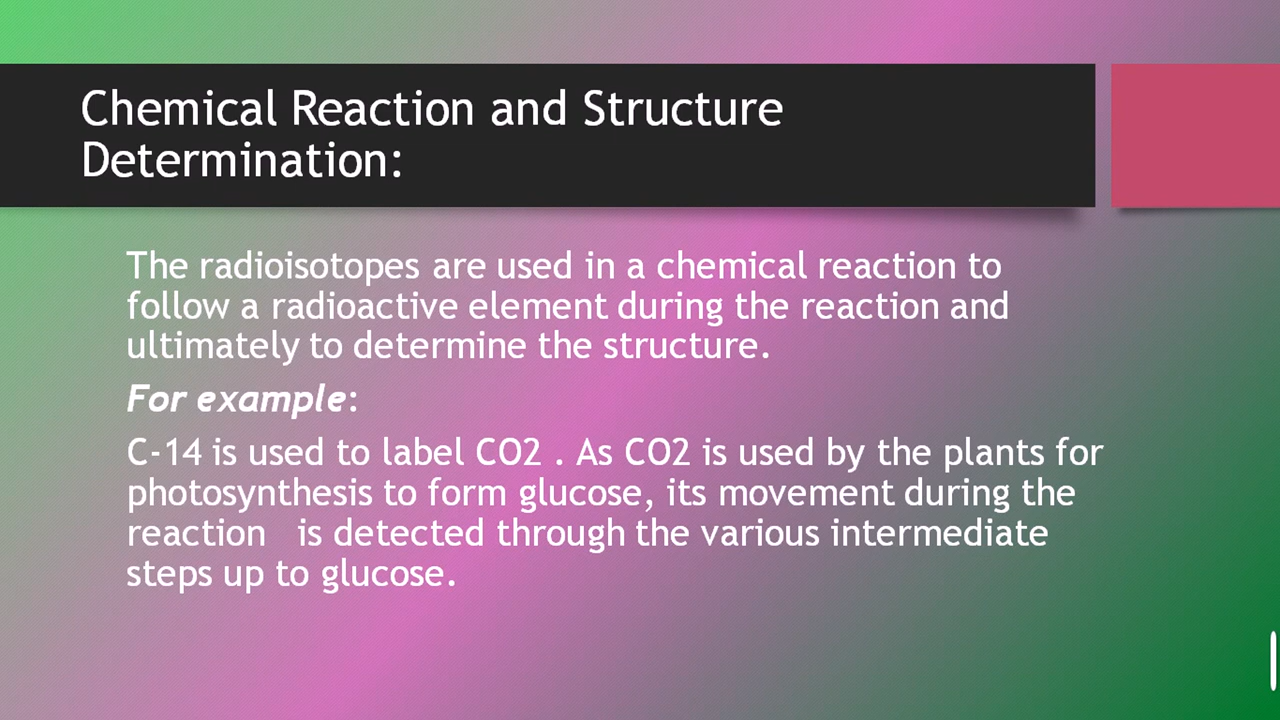 Chemical Reaction and Structure
Determination:
The radioisotopes are used in a chemical reaction to
follow a radioactive element during the reaction and
ultimately to determine the structure.
For example:
C-14 is used to label CO2 . As CO2 is used by the plants for
photosynthesis to form glucose, its movement during the
reaction   is detected through the various intermediate
steps up to glucose.